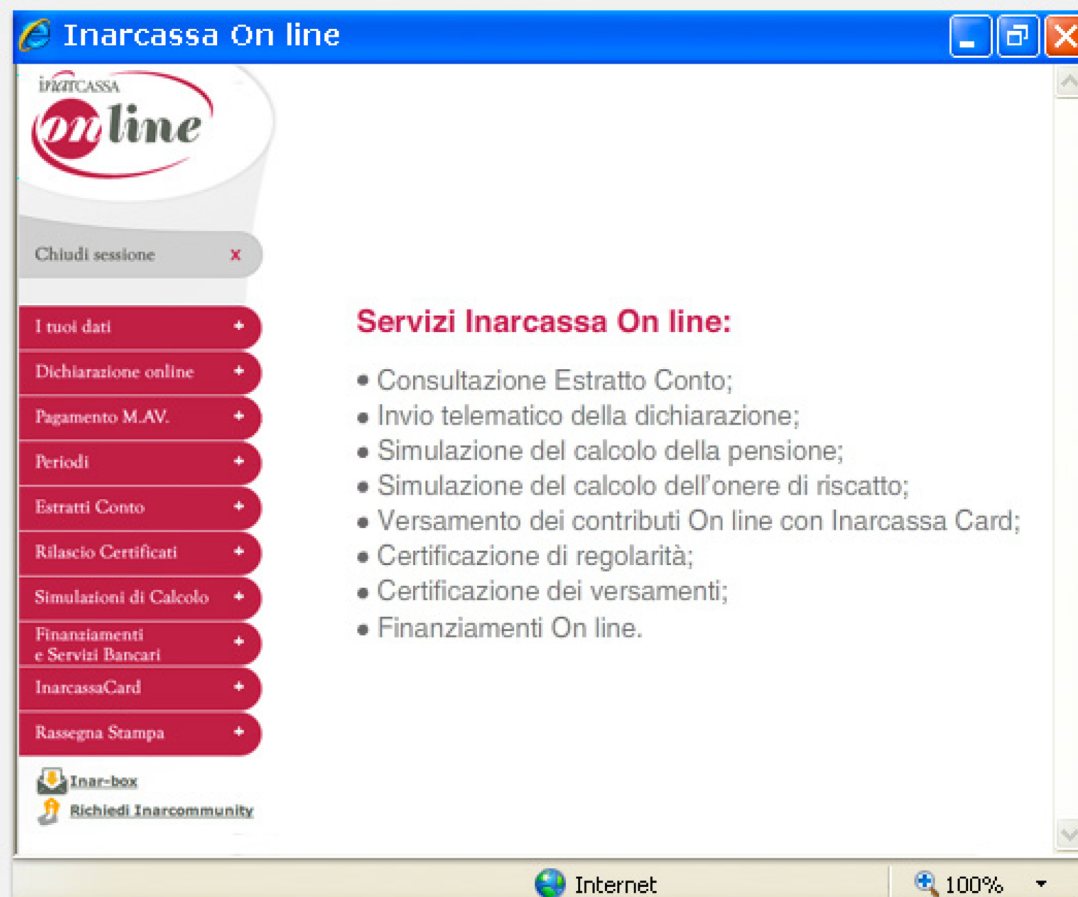 Inarcassa On line
inarCASSA
on line
Chiudi sessione x
I tuoi dati +
Dichiarazione online +
Pagamento M.AV. +
Periodi +
Estratti Conto +
Rilascio Certificati +
Simulazioni di Calcolo +
Finanziamenti
e Servizi Bancari +
InarcassaCard +
Rassegna Stampa +
Inar-box
Richiedi Inarcommunity
Servizi Inarcassa On line:
• Consultazione Estratto Conto;
• Invio telematico della dichiarazione;
• Simulazione del calcolo della pensione;
• Simulazione del calcolo dell'onere di riscatto;
• Versamento dei contributi On line con Inarcassa Card;
• Certificazione di regolarità;
• Certificazione dei versamenti;
• Finanziamenti On line.
Internet
100%